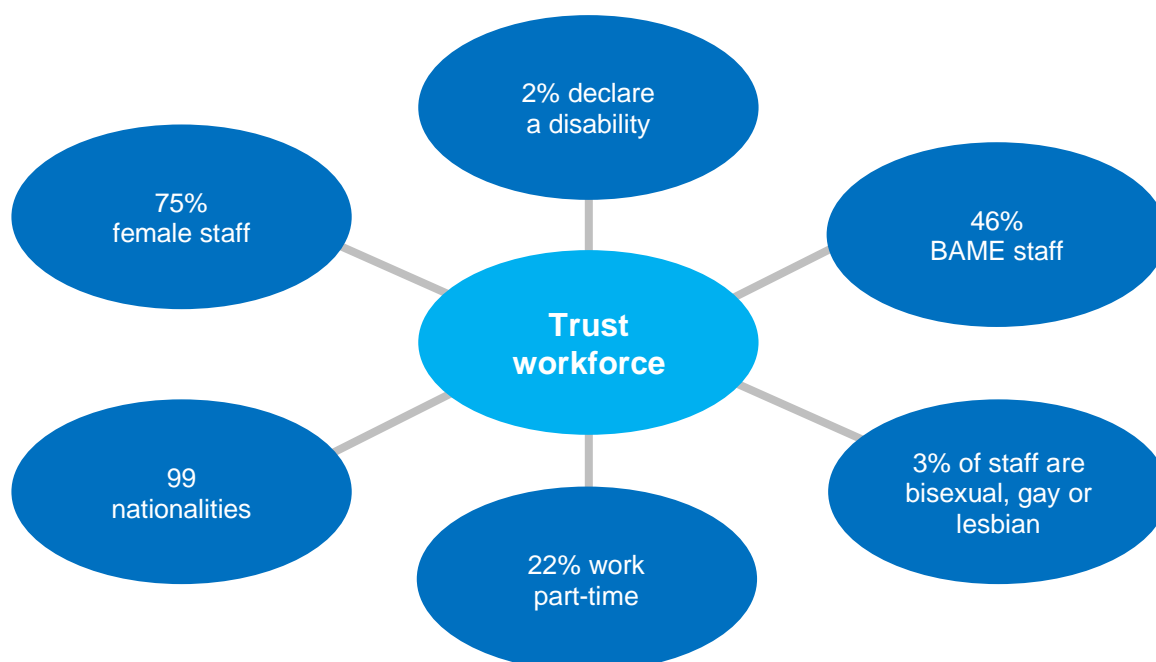 2% declare
a disability
75%
female staff
46%
BAME staff
Trust
workforce
99
nationalities
3% of staff are
bisexual, gay or
lesbian
22% work
part-time